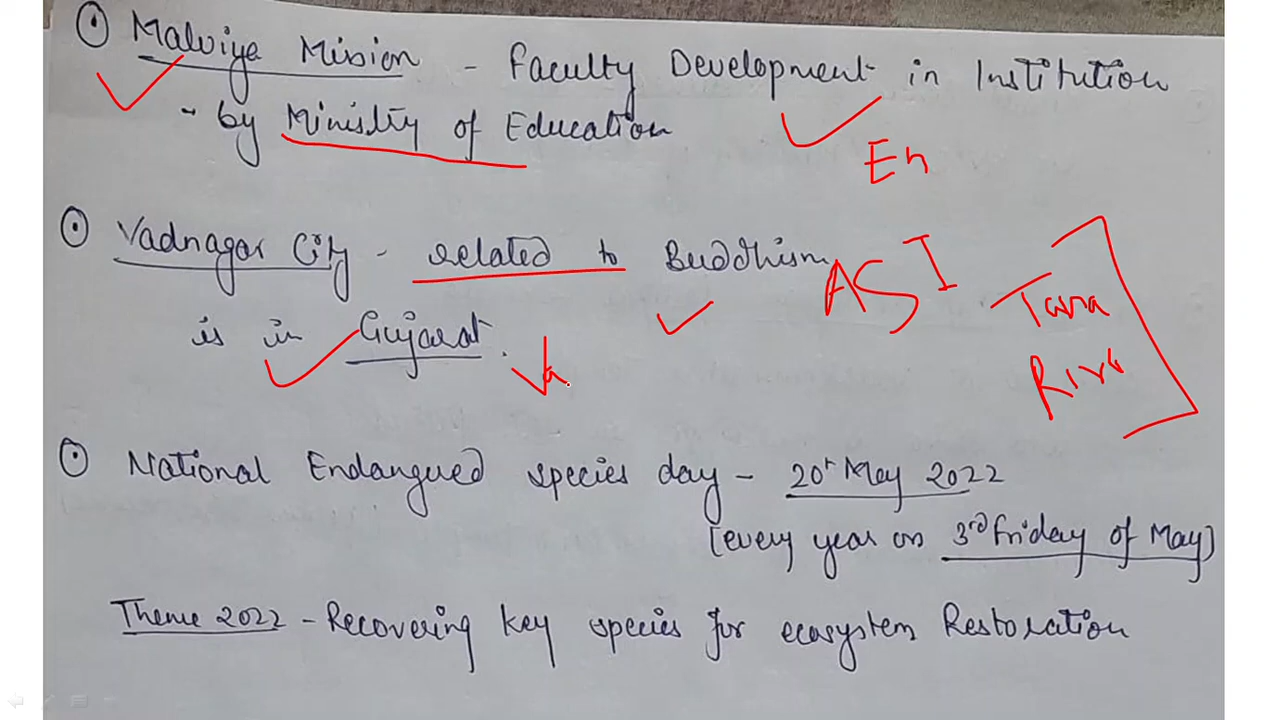 Malviya Mission - Faculty Development in Institution
- by Ministry of Education
En
Vadnagar City - related to Buddhism
ASI
is in Gujarat.
Tana
Va
National Endangued species day - 20th May 2022
[every year on 3rd Friday of May]
Theme 2022 - Recovering key species for ecosystem Restoration